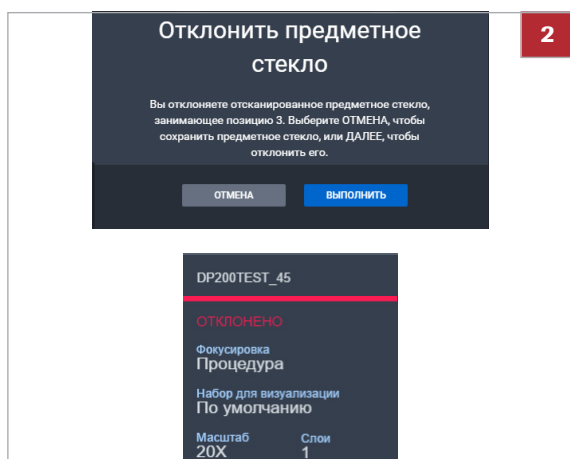 Отклонить предметное
стекло
2
Вы отклоняете отсканированное предметное стекло,
занимающее позицию 3. Выберите ОТМЕНА, чтобы
сохранить предметное стекло, или ДАЛЕЕ, чтобы
отклонить его.
ОТМЕНА ВЫПОЛНИТЬ
DP200TEST_45
ОТКЛОНЕНО
Фокусировка
Процедура
Набор для визуализации
По умолчанию
Масштаб Слои
20X 1